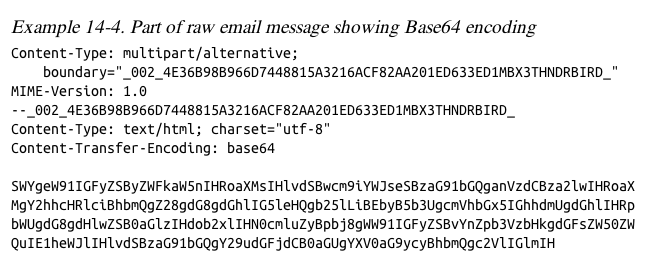 Example 14-4. Part of raw email message showing Base64 encoding
Content-Type: multipart/alternative;
boundary="_002_4E36B98B966D7448815A3216ACF82AA201ED633ED1MBX3THNDRBIRD_"
MIME-Version: 1.0
--_002_4E36B98B966D7448815A3216ACF82AA201ED633ED1MBX3THNDRBIRD_
Content-Type: text/html; charset="utf-8"
Content-Transfer-Encoding: base64
SWYgeW91IGFyZSByZWFkaW5nIHRoaXMsIHlvdSBwcm9iYWJseSBzaG91bGQganVzdCBza2lwIHRoaX
MgY2hhcHRlciBhbmQgZ28gdG8gdGhlIG5leHQgb25lLiBEbyB5b3UgcmVhbGx5IGhhdmUgdGhlIHRp
bWUgdG8gdHlwZSB0aGlzIHdob2xlIHN0cmluZyBpbj8gWW91IGFyZSBvYnZpb3VzbHkgdGFsZW50ZW
QuIE1heWJlIHlvdSBzaG91bGQgY29udGFjdCB0aGUgYXV0aG9ycyBhbmQgc2VlIGlmIH